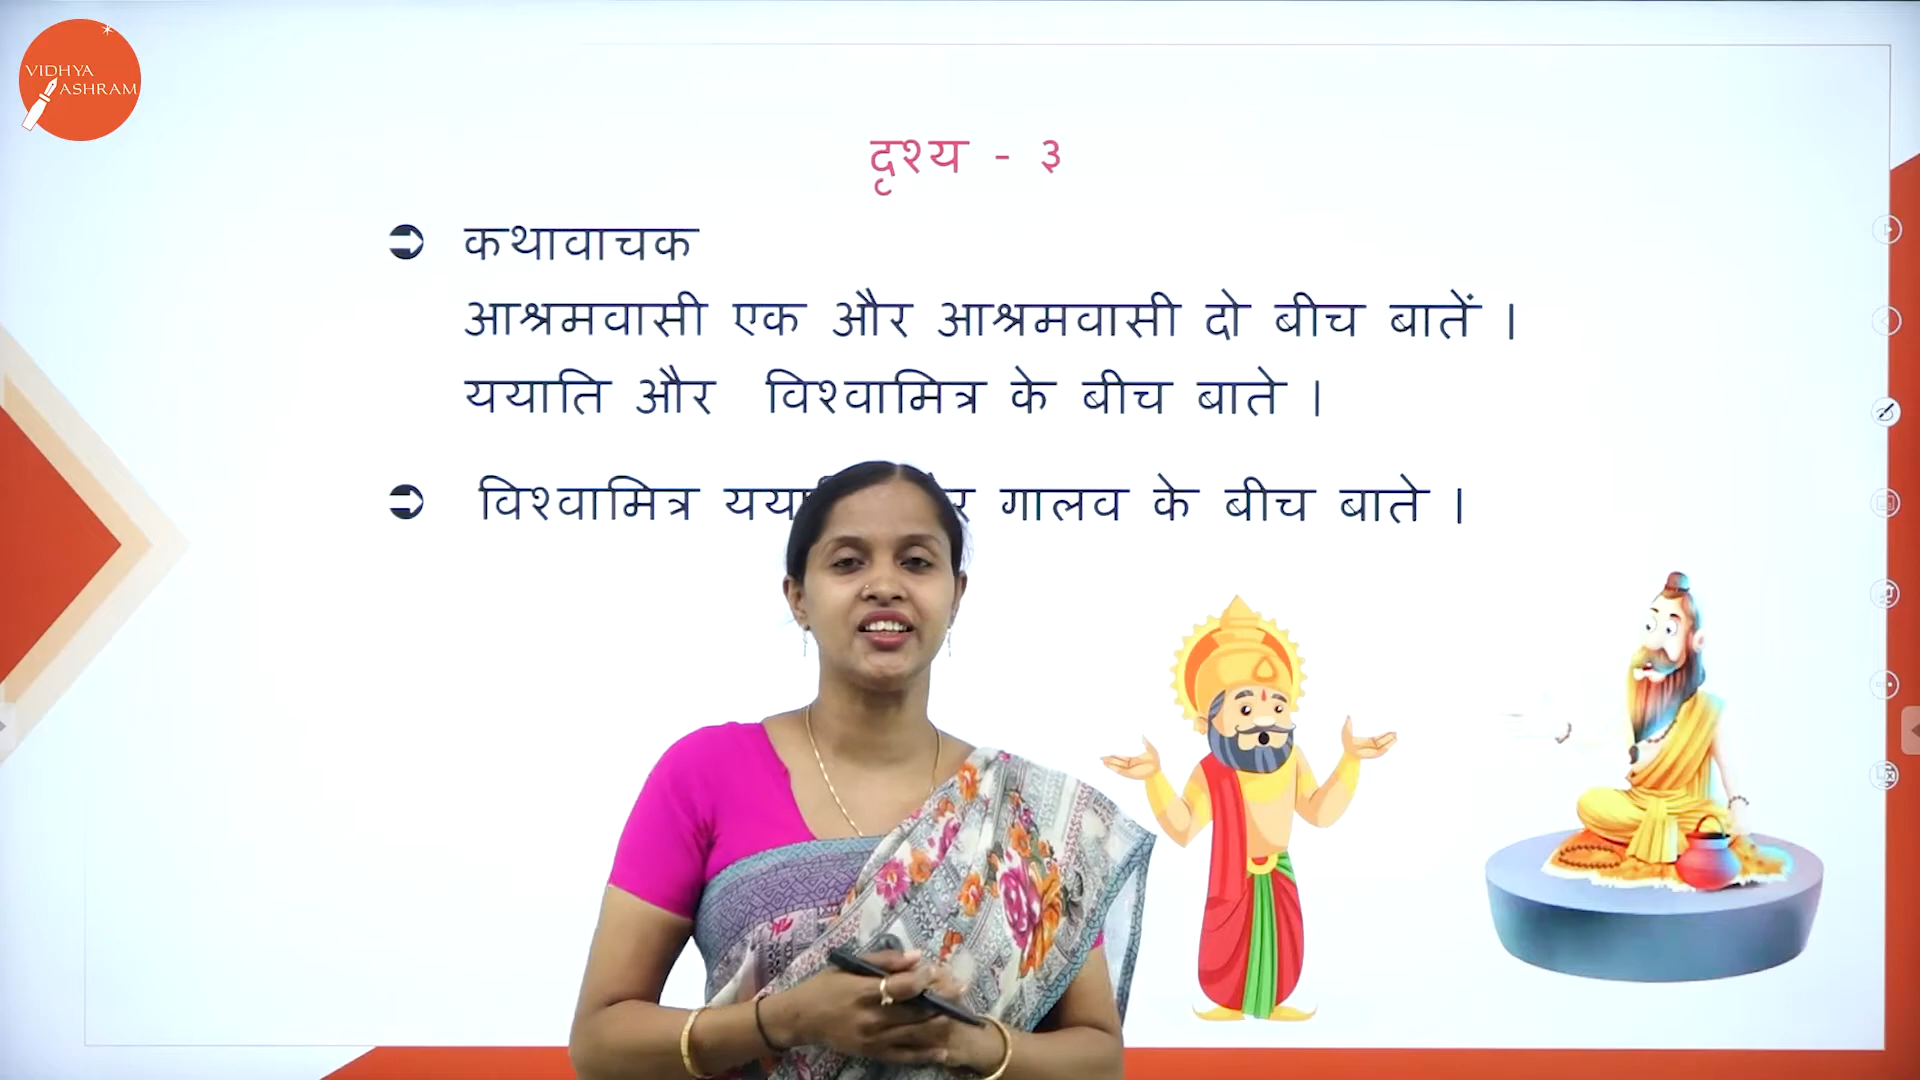 VIDHYA
ASHRAM
दृश्य - ३
कथावाचक
आश्रमवासी एक और आश्रमवासी दो बीच बातें ।
ययाति और विश्वामित्र के बीच बाते ।
विश्वामित्र गालव के बीच बाते ।